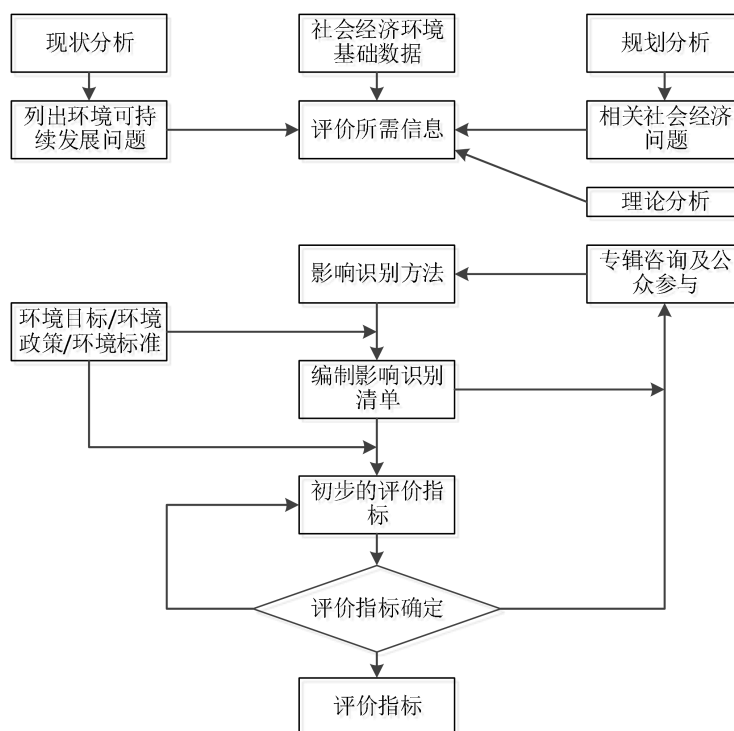 现状分析
社会经济环境
基础数据
规划分析
列出环境可持
续发展问题
评价所需信息
相关社会经济
问题
理论分析
影响识别方法
专辑咨询及公
众参与
环境目标/环境
政策/环境标准
编制影响识别
清单
初步的评价指
标
评价指标确定
评价指标